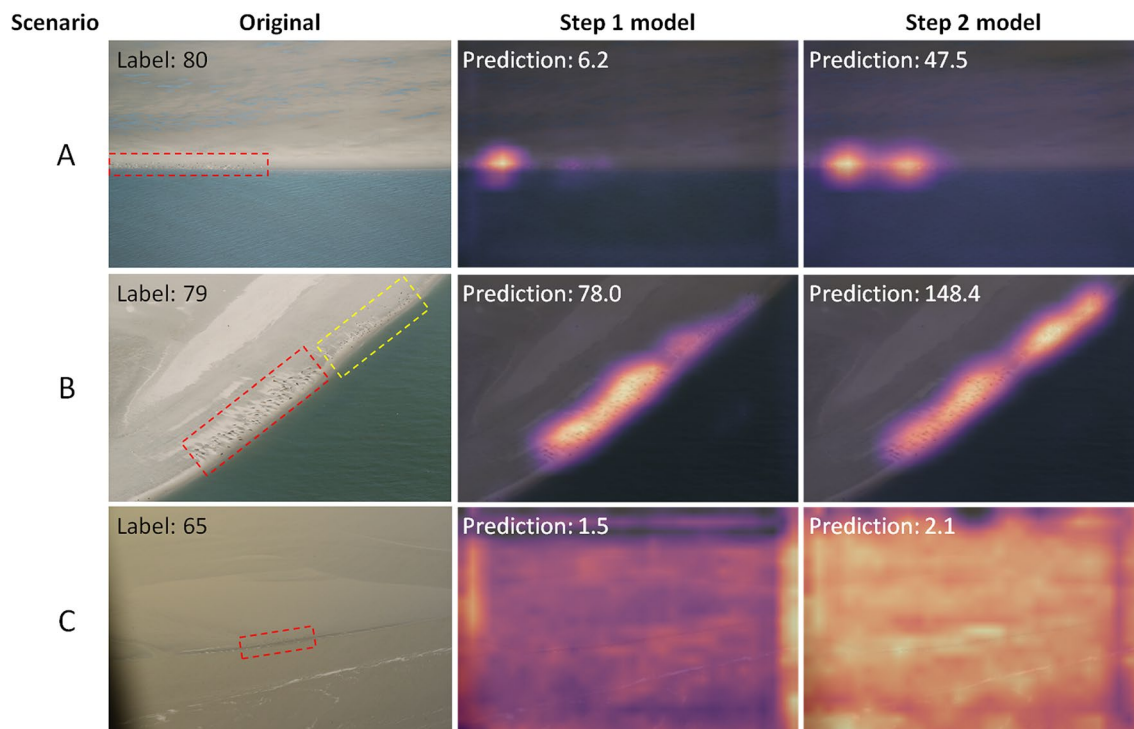 Scenario Original Step 1 model Step 2 model
A Label: 80 Prediction: 6.2 Prediction: 47.5
B Label: 79 Prediction: 78.0 Prediction: 148.4
C Label: 65 Prediction: 1.5 Prediction: 2.1